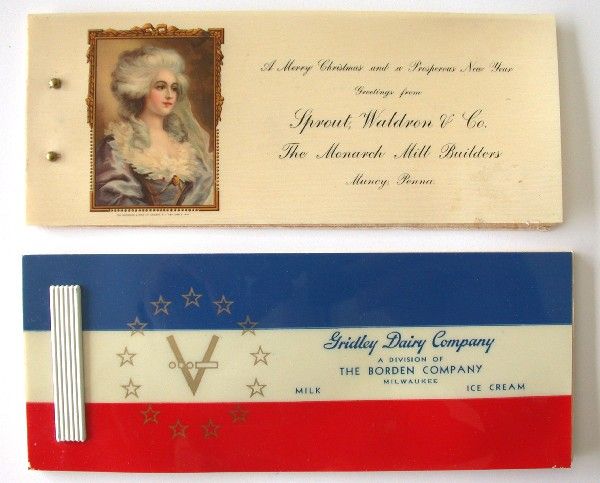 A Merry Christmas and a Prosperous New Year
Greetings from
Sprout, Waldron & Co.
The Monarch Mill Builders
Muncy, Penna.
Gridley Dairy Company
A DIVISION OF
THE BORDEN COMPANY
MILWAUKEE
MILK ICE CREAM